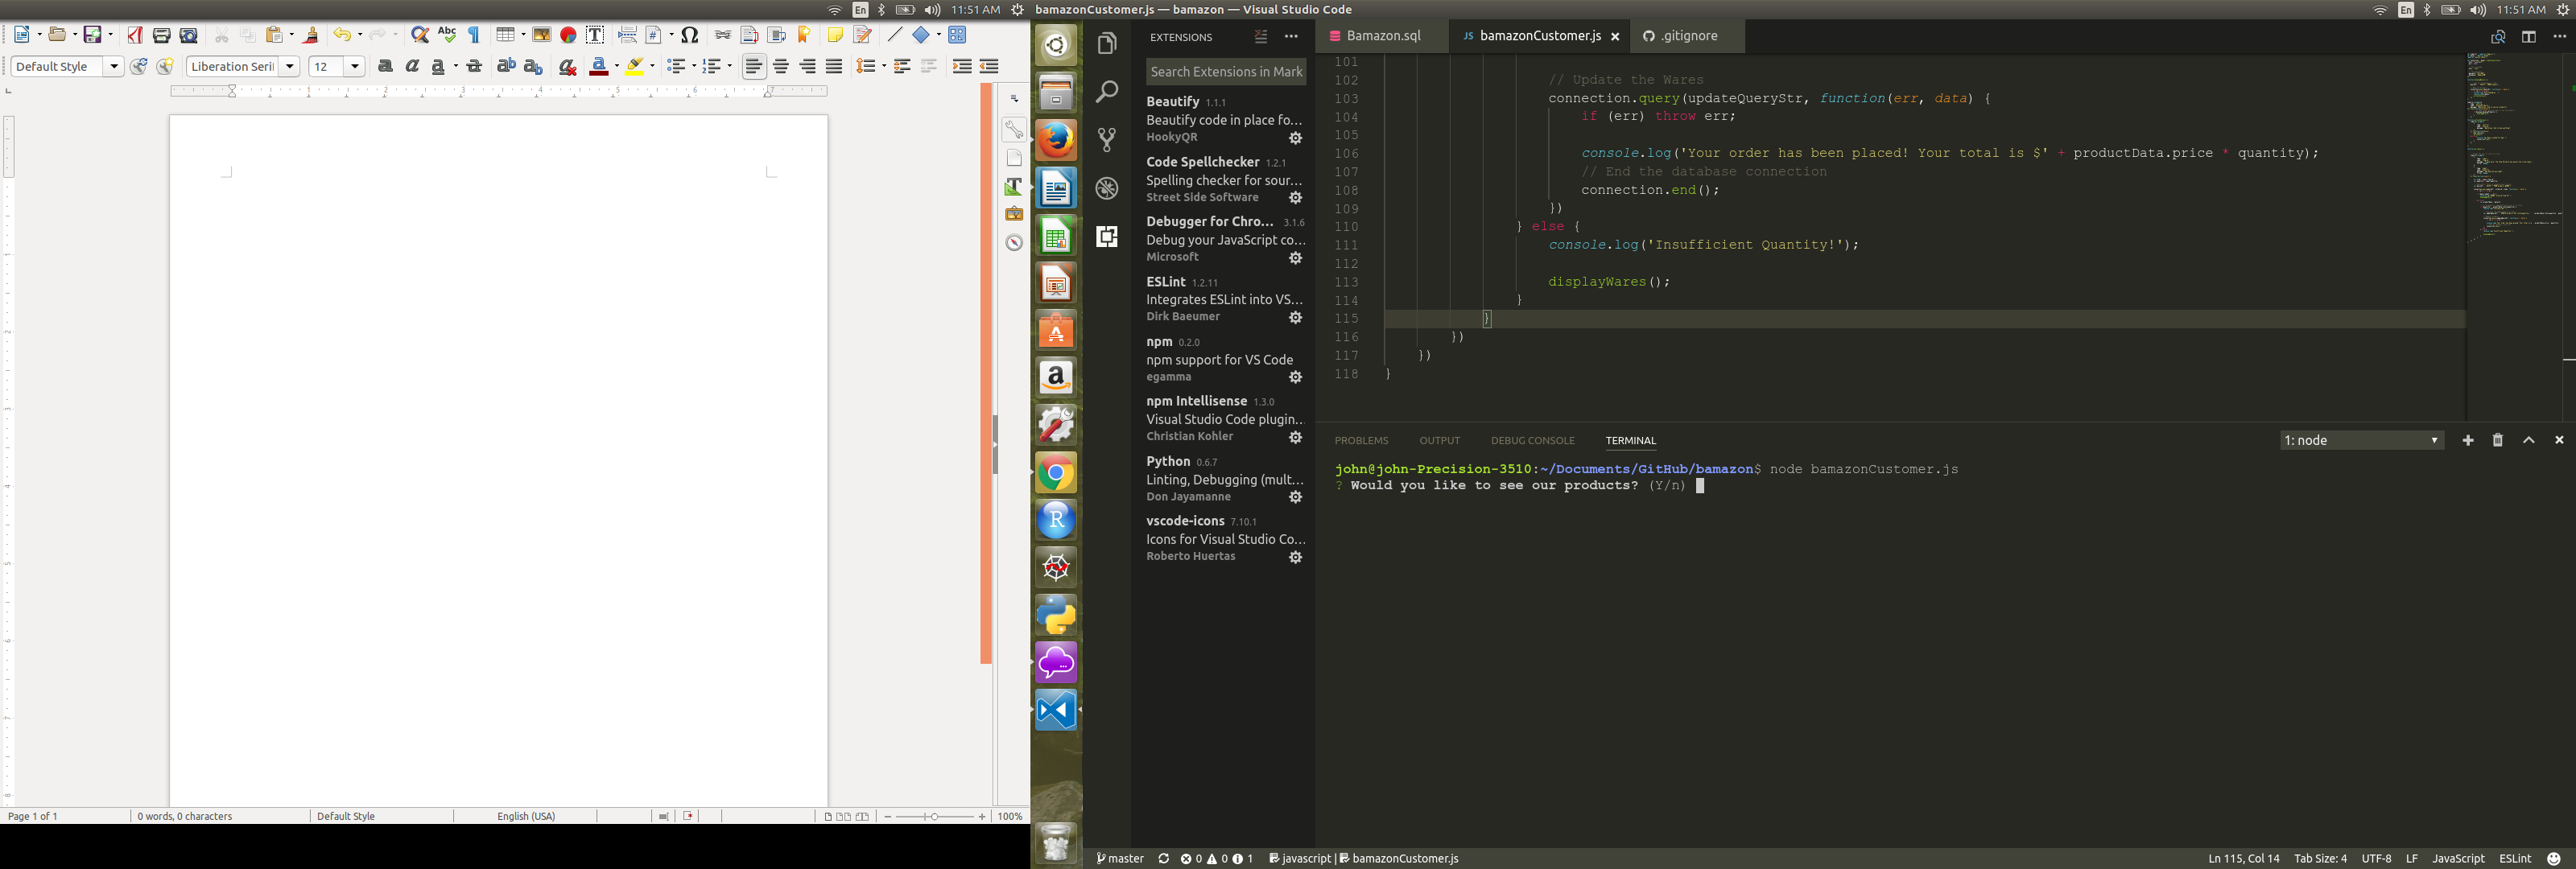 En 11:51 AM
Default Style Liberation Seri 12
1 2 3 4 5 6 7
Page 1 of 1 0 words, 0 characters Default Style English (USA) 100%
bamazonCustomer.js — bamazon — Visual Studio Code
En 11:51 AM
EXTENSIONS
Search Extensions in Mark
Beautify 1.1.1
Beautify code in place fo...
HookyQR
Code Spellchecker 1.2.1
Spelling checker for sour...
Street Side Software
Debugger for Chro... 3.1.6
Debug your JavaScript co...
Microsoft
ESLint 1.2.11
Integrates ESLint into VS...
Dirk Baeumer
npm 0.2.0
npm support for VS Code
egamma
npm Intellisense 1.3.0
Visual Studio Code plugin...
Christian Kohler
Python 0.6.7
Linting, Debugging (mult...
Don Jayamanne
vscode-icons 7.10.1
Icons for Visual Studio Co...
Roberto Huertas
Bamazon.sql JS bamazonCustomer.js .gitignore
101
102 // Update the Wares
103 connection.query(updateQueryStr, function(err, data) {
104 if (err) throw err;
105
106 console.log('Your order has been placed! Your total is $' + productData.price * quantity);
107 // End the database connection
108 connection.end();
109 })
110 } else {
111 console.log('Insufficient Quantity!');
112
113 displayWares();
114 }
115 }
116 })
117 })
118 }
PROBLEMS OUTPUT DEBUG CONSOLE TERMINAL 1: node
john@john-Precision-3510:~/Documents/GitHub/bamazon$ node bamazonCustomer.js
? Would you like to see our products? (Y/n)
master 0 0 1 javascript | bamazonCustomer.js
Ln 115, Col 14 Tab Size: 4 UTF-8 LF JavaScript ESLint